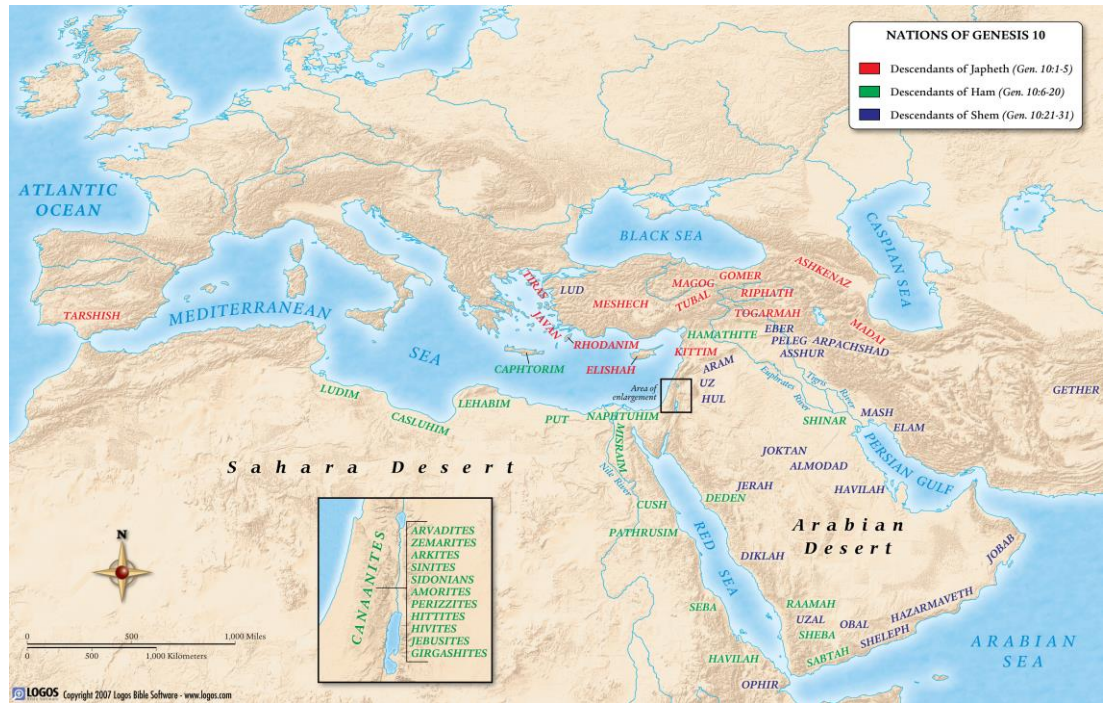 NATIONS OF GENESIS 10
Descendants of Japheth (Gen. 10:1-5)
Descendants of Ham (Gen. 10:6-20)
Descendants of Shem (Gen. 10:21-31)
ATLANTIC
OCEAN
BLACK SEA
CASPIAN SEA
MEDITERRANEAN
SEA
TARSHISH
TIRAS
LUD
MESHECH
MAGOG
TUBAL
GOMER
ASHKENAZ
RIPHATH
TOGARMAH
MADAI
JAVAN
RHODANIM
CAPHTORIM
ELISHAH
KITTIM
HAMATHITE
EBER
PELEG
ARPACHSHAD
ASSHUR
ARAM
UZ
HUL
Area of
enlargement
Euphrates River
Tigris River
GETHER
LUDIM
CASLUHIM
LEHABIM
PUT
NAPHTUHIM
MISRAIM
Nile River
SHINAR
MASH
ELAM
PERSIAN GULF
Sahara Desert
JOKTAN
ALMODAD
JERAH
HAVILAH
DEDEN
CUSH
PATHRUSIM
RED SEA
Arabian
Desert
DIKLAH
JOBAB
SEBA
RAAMAH
UZAL
OBAL
SHEBA
HAZARMAVETH
SHELEPH
SABTAH
HAVILAH
OPHIR
ARABIAN
SEA
CANAANITES
ARVADITES
ZEMARITES
ARKITES
SINITES
SIDONIANS
AMORITES
PERIZZITES
HITTITES
HIVITES
JEBUSITES
GIRGASHITES
N
0 500 1,000 Miles
0 500 1,000 Kilometers
LOGOS Copyright 2007 Logos Bible Software - www.logos.com